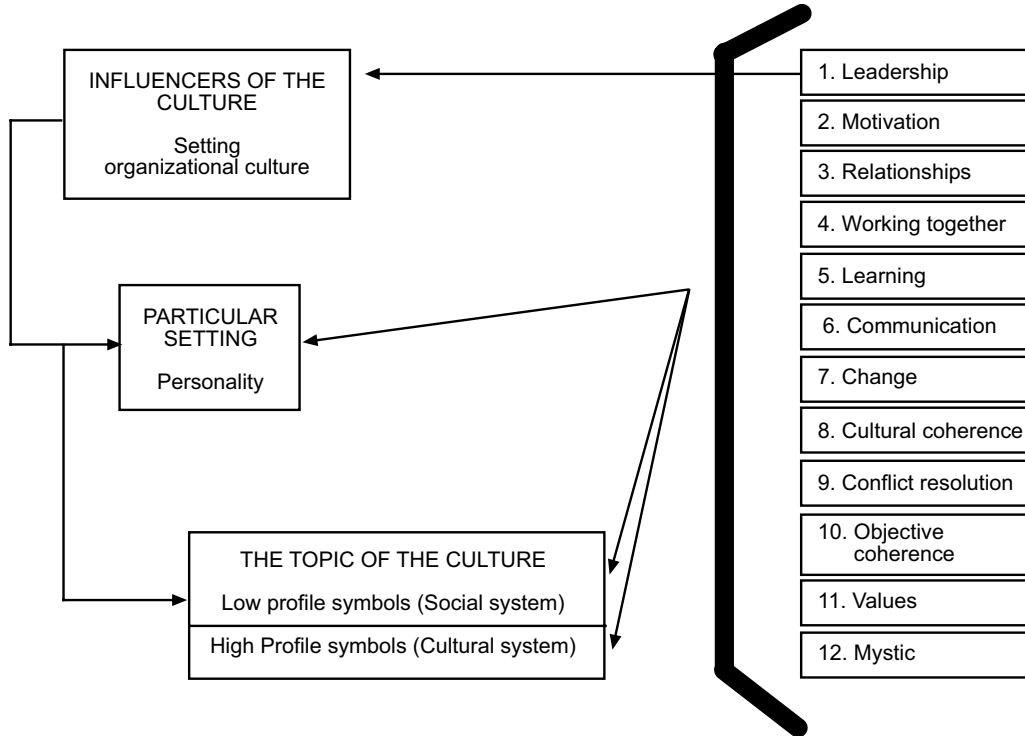 INFLUENCERS OF THE
CULTURE
Setting
organizational culture
PARTICULAR
SETTING
Personality
THE TOPIC OF THE CULTURE
Low profile symbols (Social system)
High Profile symbols (Cultural system)
1. Leadership
2. Motivation
3. Relationships
4. Working together
5. Learning
6. Communication
7. Change
8. Cultural coherence
9. Conflict resolution
10. Objective
coherence
11. Values
12. Mystic